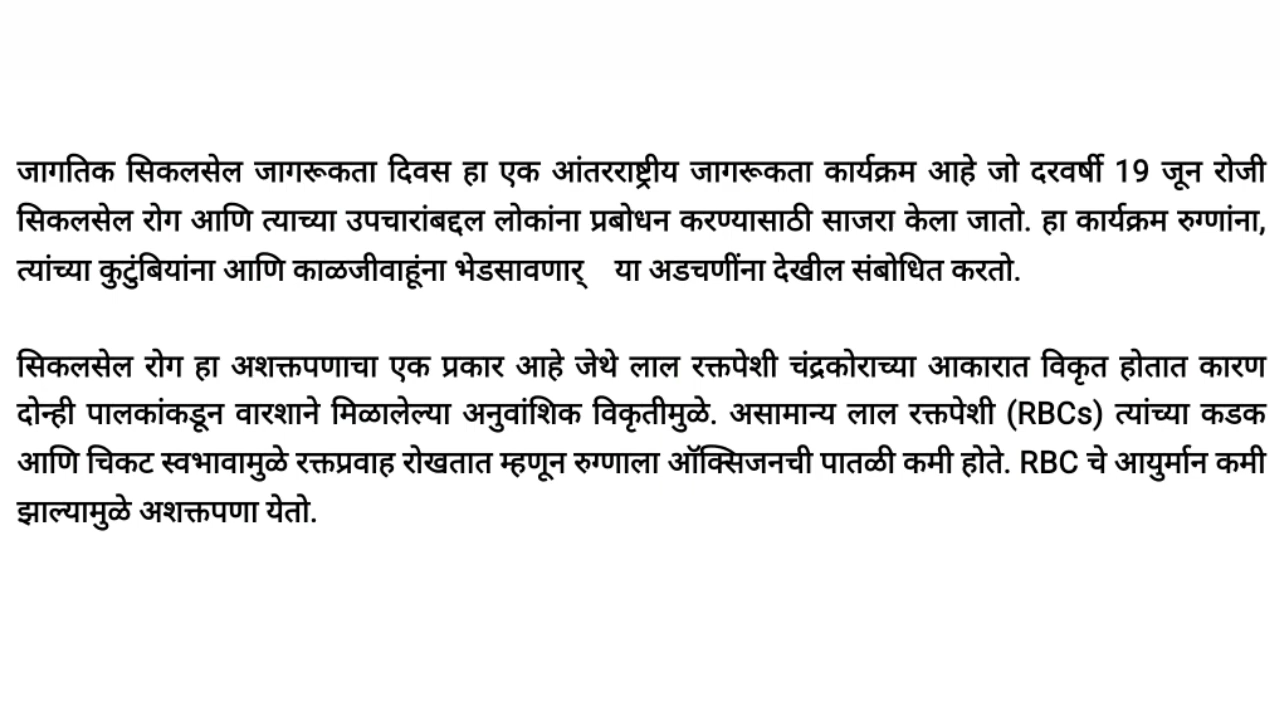 जागतिक सिकलसेल जागरूकता दिवस हा एक आंतरराष्ट्रीय जागरूकता कार्यक्रम आहे जो दरवर्षी 19 जून रोजी
सिकलसेल रोग आणि त्याच्या उपचारांबद्दल लोकांना प्रबोधन करण्यासाठी साजरा केला जातो. हा कार्यक्रम रुग्णांना,
त्यांच्या कुटुंबियांना आणि काळजीवाहूंना भेडसावणार् या अडचणींना देखील संबोधित करतो.
सिकलसेल रोग हा अशक्तपणाचा एक प्रकार आहे जेथे लाल रक्तपेशी चंद्रकोराच्या आकारात विकृत होतात कारण
दोन्ही पालकांकडून वारशाने मिळालेल्या अनुवांशिक विकृतीमुळे. असामान्य लाल रक्तपेशी (RBCs) त्यांच्या कडक
आणि चिकट स्वभावामुळे रक्तप्रवाह रोखतात म्हणून रुग्णाला ऑक्सिजनची पातळी कमी होते. RBC चे आयुर्मान कमी
झाल्यामुळे अशक्तपणा येतो.